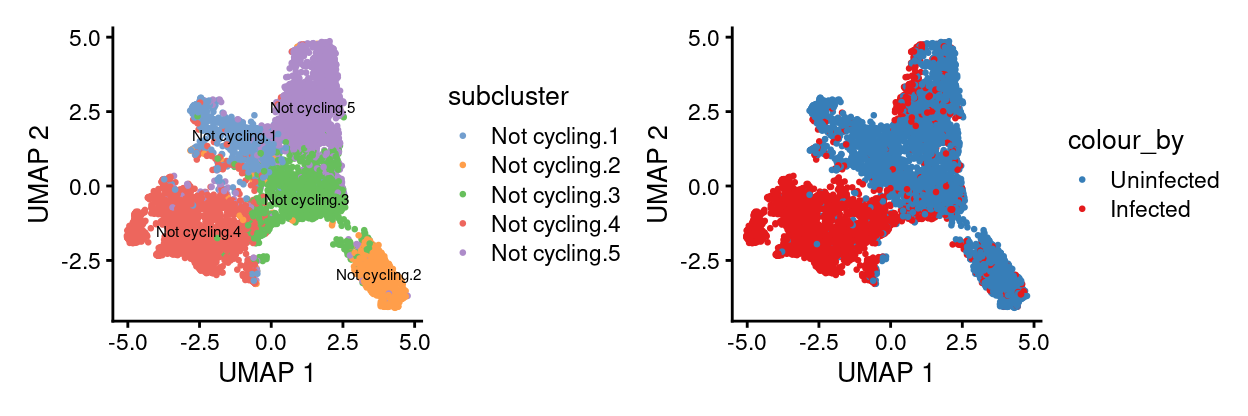 5.0
2.5
0.0
-2.5
UMAP 2
-5.0 -2.5 0.0 2.5 5.0
UMAP 1
Not cycling.5
Not cycling.1
Not cycling.3
Not cycling.4
Not cycling.2
subcluster
Not cycling.1
Not cycling.2
Not cycling.3
Not cycling.4
Not cycling.5
5.0
2.5
0.0
-2.5
UMAP 2
-5.0 -2.5 0.0 2.5 5.0
UMAP 1
colour_by
Uninfected
Infected